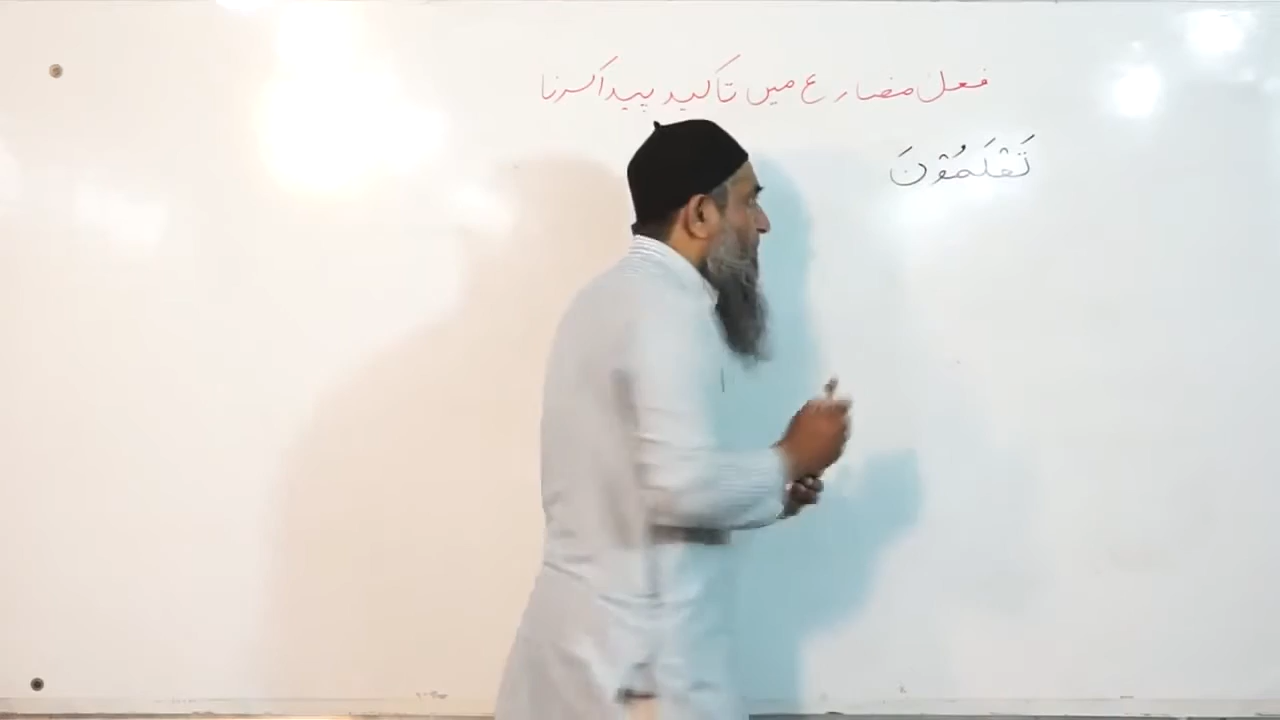 فعل مضارع میں تاکید پیدا کرنا
تَعْلَمُوْنَ